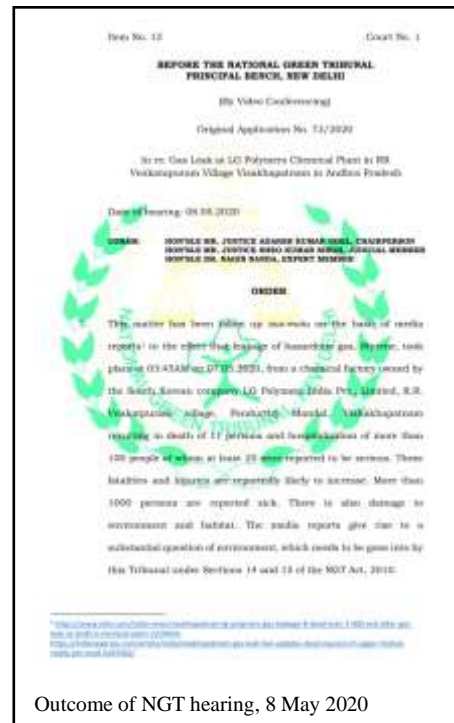 Item No. 12 Court No. 1
BEFORE THE NATIONAL GREEN TRIBUNAL
PRINCIPAL BENCH, NEW DELHI
(By Video Conferencing)
Original Application No. 73/2020
In re: Gas Leak at LG Polymers Chemical Plant in RR
Venkatapuram Village Visakhapatnam in Andhra Pradesh
Date of hearing: 08.05.2020
CORAM: HON'BLE MR. JUSTICE ADARSH KUMAR GOEL, CHAIRPERSON
HON'BLE MR. JUSTICE SHEO KUMAR SINGH, JUDICIAL MEMBER
HON'BLE DR. NAGIN NANDA, EXPERT MEMBER
ORDER
This matter has been taken up suo-motu on the basis of media
reports¹ to the effect that leakage of hazardous gas, Styrene, took
place at 03:45AM on 07.05.2020, from a chemical factory owned by
the South Korean company LG Polymers India Pvt. Limited, R.R.
Venkatpuram village, Pendurthy Mandal, Vishakhapatnam
resulting in death of 11 persons and hospitalisation of more than
100 people of whom at least 25 were reported to be serious. These
fatalities and injuries are reportedly likely to increase. More than
1000 persons are reported sick. There is also damage to
environment and habitat. The media reports give rise to a
substantial question of environment, which needs to be gone into by
this Tribunal under Sections 14 and 15 of the NGT Act, 2010.
Outcome of NGT hearing, 8 May 2020